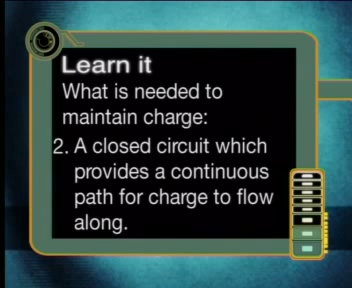 Learn it
What is needed to
maintain charge:
2. A closed circuit which
provides a continuous
path for charge to flow
along.